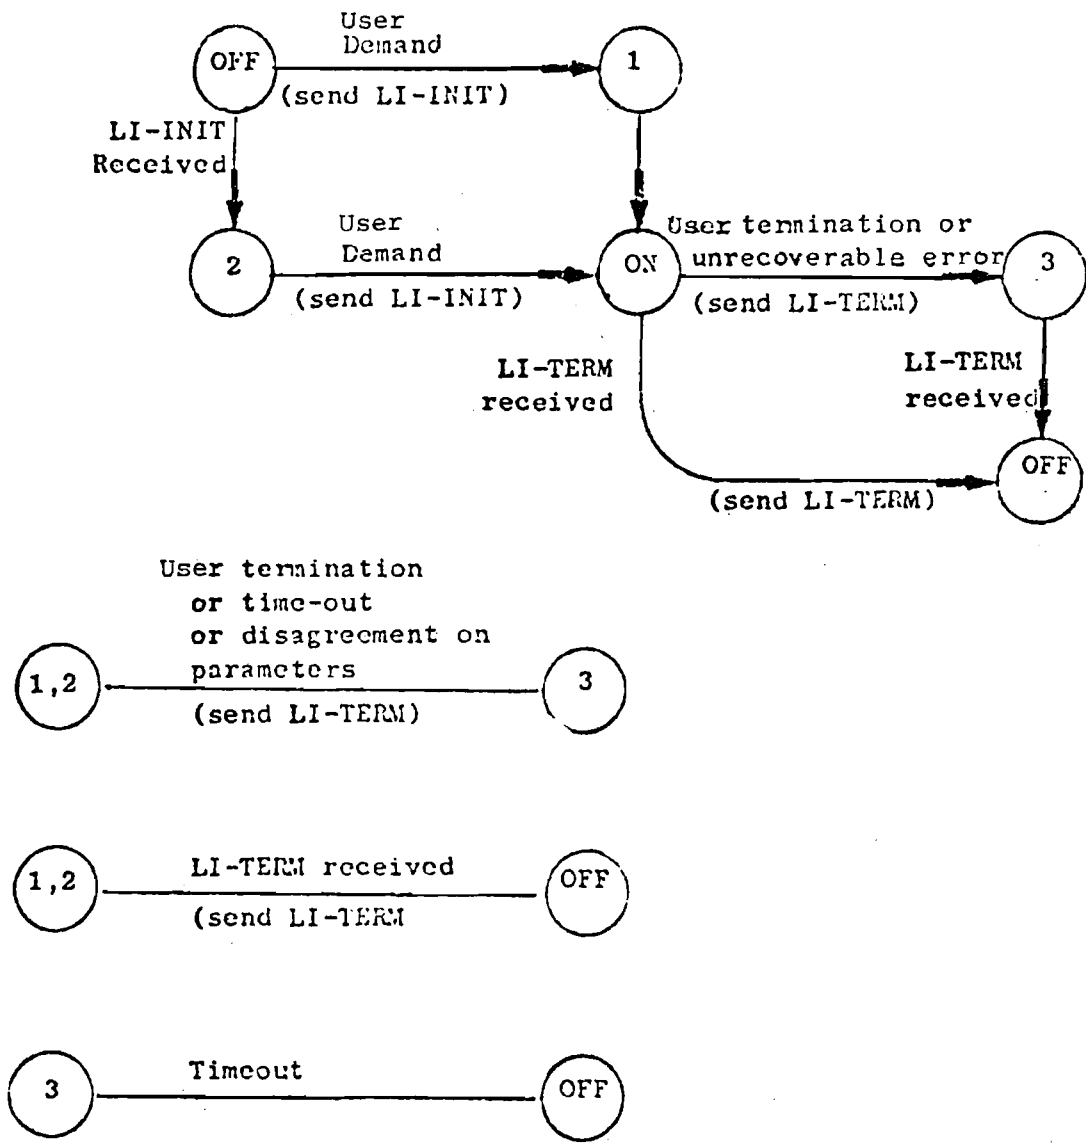 User
Demand
OFF
1
(send LI-INIT)
LI-INIT
Received
User
Demand
2
ON
(send LI-INIT)
User termination or
unrecoverable error
3
(send LI-TERM)
LI-TERM
received
LI-TERM
received
OFF
(send LI-TERM)
User termination
or time-out
or disagreement on
parameters
1,2
3
(send LI-TERM)
1,2
LI-TERM received
OFF
(send LI-TERM
3
Timeout
OFF